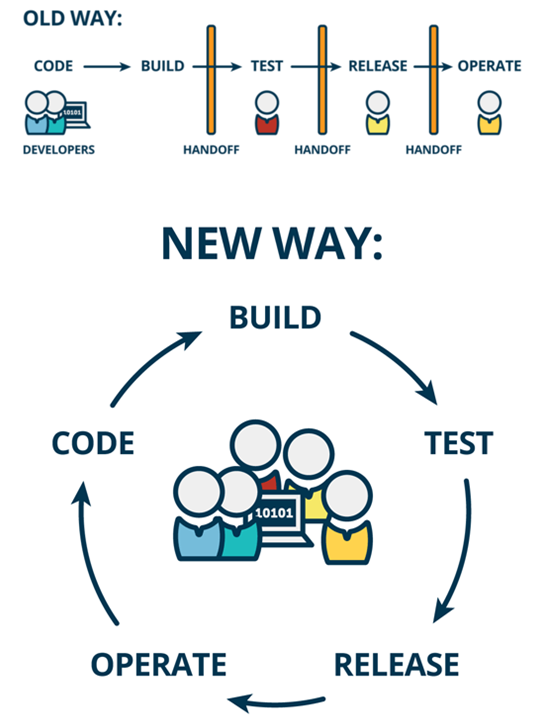 OLD WAY:
CODE BUILD TEST RELEASE OPERATE
10101
DEVELOPERS HANDOFF HANDOFF HANDOFF
NEW WAY:
BUILD
CODE TEST
10101
OPERATE RELEASE